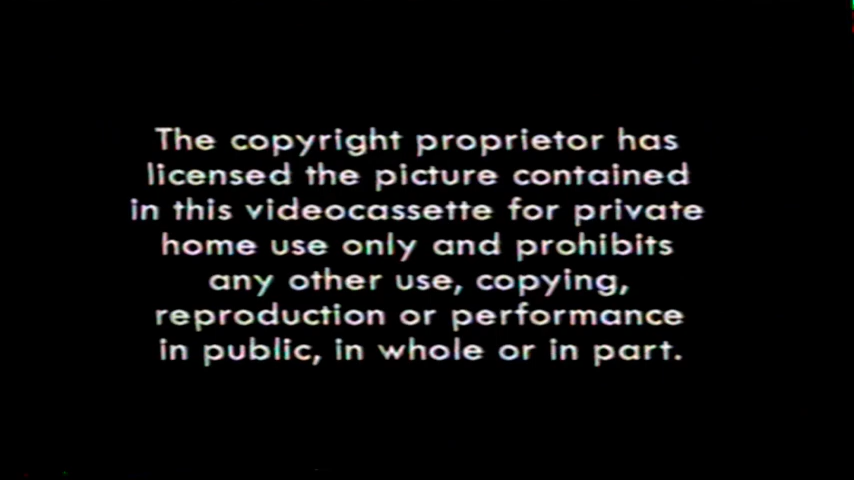 The copyright proprietor has
licensed the picture contained
in this videocassette for private
home use only and prohibits
any other use, copying,
reproduction or performance
in public, in whole or in part.